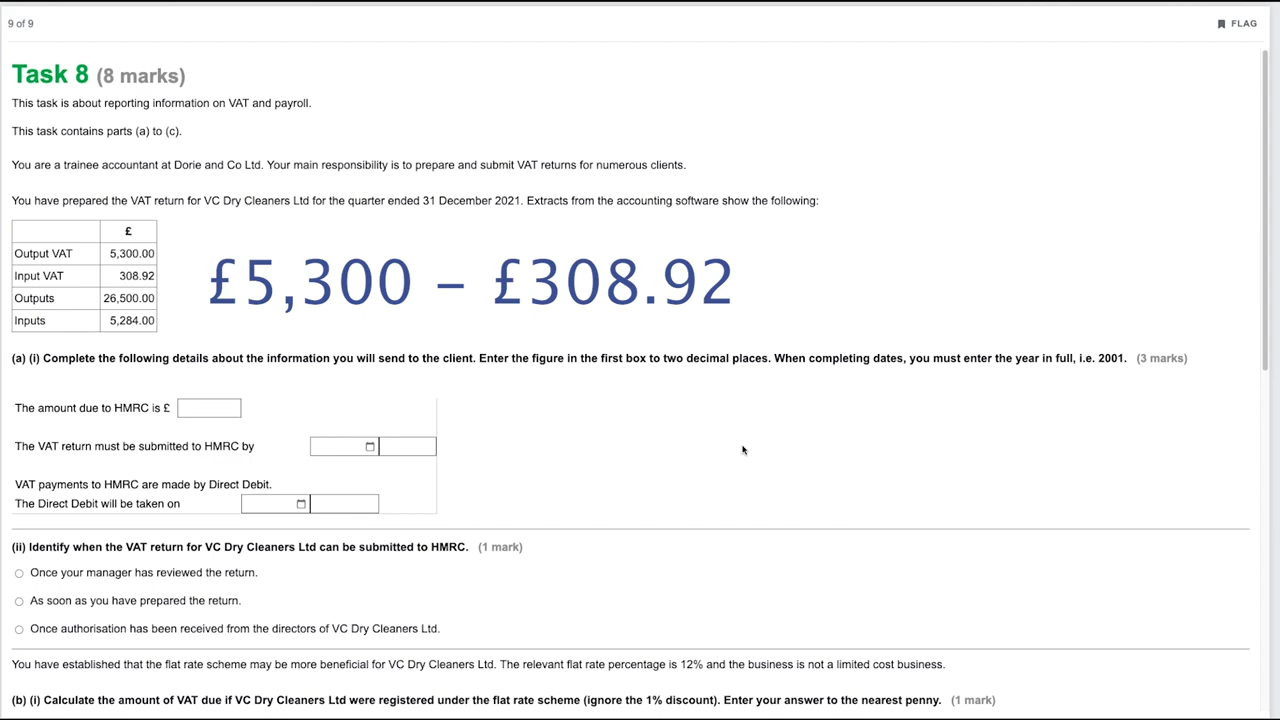 9 of 9
FLAG
Task 8 (8 marks)
This task is about reporting information on VAT and payroll.
This task contains parts (a) to (c).
You are a trainee accountant at Dorie and Co Ltd. Your main responsibility is to prepare and submit VAT returns for numerous clients.
You have prepared the VAT return for VC Dry Cleaners Ltd for the quarter ended 31 December 2021. Extracts from the accounting software show the following:
£
Output VAT 5,300.00
Input VAT 308.92
Outputs 26,500.00
Inputs 5,284.00
£5,300 – £308.92
(a) (i) Complete the following details about the information you will send to the client. Enter the figure in the first box to two decimal places. When completing dates, you must enter the year in full, i.e. 2001. (3 marks)
The amount due to HMRC is £
The VAT return must be submitted to HMRC by
VAT payments to HMRC are made by Direct Debit.
The Direct Debit will be taken on
(ii) Identify when the VAT return for VC Dry Cleaners Ltd can be submitted to HMRC. (1 mark)
Once your manager has reviewed the return.
As soon as you have prepared the return.
Once authorisation has been received from the directors of VC Dry Cleaners Ltd.
You have established that the flat rate scheme may be more beneficial for VC Dry Cleaners Ltd. The relevant flat rate percentage is 12% and the business is not a limited cost business.
(b) (i) Calculate the amount of VAT due if VC Dry Cleaners Ltd were registered under the flat rate scheme (ignore the 1% discount). Enter your answer to the nearest penny. (1 mark)